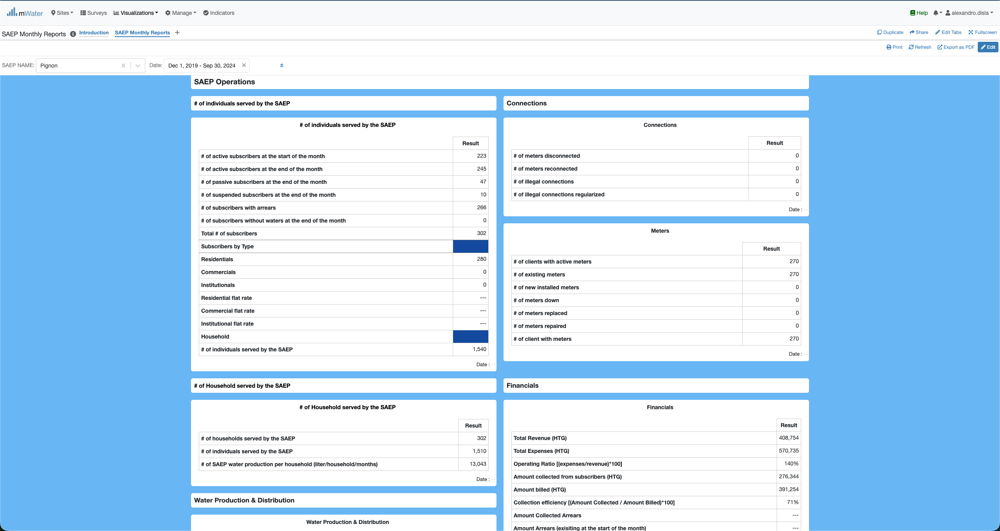 mWater Sites Surveys Visualizations Manage Indicators Help alexandro.disla
SAEP Monthly Reports Introduction SAEP Monthly Reports + Duplicate Share Edit Tabs Fullscreen
Print Refresh Export as PDF Edit
SAEP NAME: Pignon Date: Dec 1, 2019 - Sep 30, 2024
SAEP Operations
# of individuals served by the SAEP
# of individuals served by the SAEP
Result
# of active subscribers at the start of the month 223
# of active subscribers at the end of the month 245
# of passive subscribers at the end of the month 47
# of suspended subscribers at the end of the month 10
# of subscribers with arrears 266
# of subscribers without waters at the end of the month 0
Total # of subscribers 302
Subscribers by Type
Residentials 280
Commercials 0
Institutionals 0
Residential flat rate ---
Commercial flat rate ---
Institutional flat rate ---
Household
# of individuals served by the SAEP 1,540
Date : ---
Connections
Connections
Result
# of meters disconnected 0
# of meters reconnected 0
# of illegal connections 0
# of illegal connections regularized 0
Date : ---
Meters
Result
# of clients with active meters 270
# of existing meters 270
# of new installed meters 0
# of meters down 0
# of meters replaced 0
# of meters repaired 0
# of client with meters 270
Date : ---
# of Household served by the SAEP
# of Household served by the SAEP
Result
# of households served by the SAEP 302
# of individuals served by the SAEP 1,510
# of SAEP water production per household (liter/household/months) 13,043
Date : ---
Water Production & Distribution
Water Production & Distribution
Financials
Financials
Result
Total Revenue (HTG) 408,754
Total Expenses (HTG) 570,735
Operating Ratio [(expenses/revenue)*100] 140%
Amount collected from subscribers (HTG) 276,344
Amount billed (HTG) 391,254
Collection efficiency [(Amount Collected / Amount Billed)*100] 71%
Amount Collected Arrears ---
Amount Arrears (exisiting at the start of the month) ---